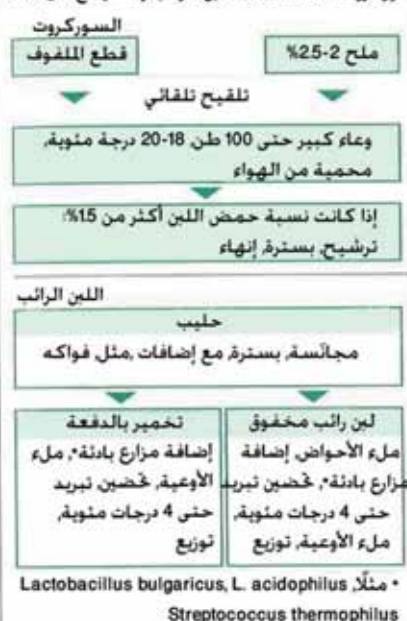 السوركروت
قطع الملفوف
ملح 2-2.5%
تلقيح تلقائي
وعاء كبير حتى 100 طن، 18-20 درجة مئوية،
محمية من الهواء
إذا كانت نسبة حمض اللبن أكثر من 1.5%:
ترشيح، بسترة، إنهاء
اللبن الرائب
حليب
مجانسة، بسترة، مع إضافات، مثل، فواكه
لبن رائب مخفوق
ملء الأحواض، إضافة
مزارع بادئة*، تحضين تبريد
حتى 4 درجات مئوية،
ملء الأوعية، توزيع
تخمير بالدفعة
إضافة مزارع بادئة*، ملء
الأوعية، تحضين تبريد
حتى 4 درجات مئوية،
توزيع
• مثلًا، Lactobacillus bulgaricus, L. acidophilus
Streptococcus thermophilus